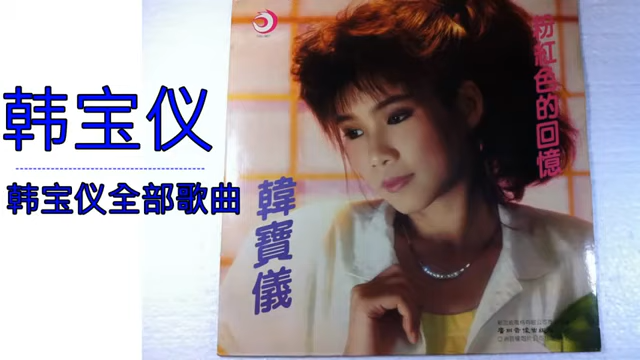 韩宝仪
韩宝仪全部歌曲
粉紅色的回憶
韓寶儀